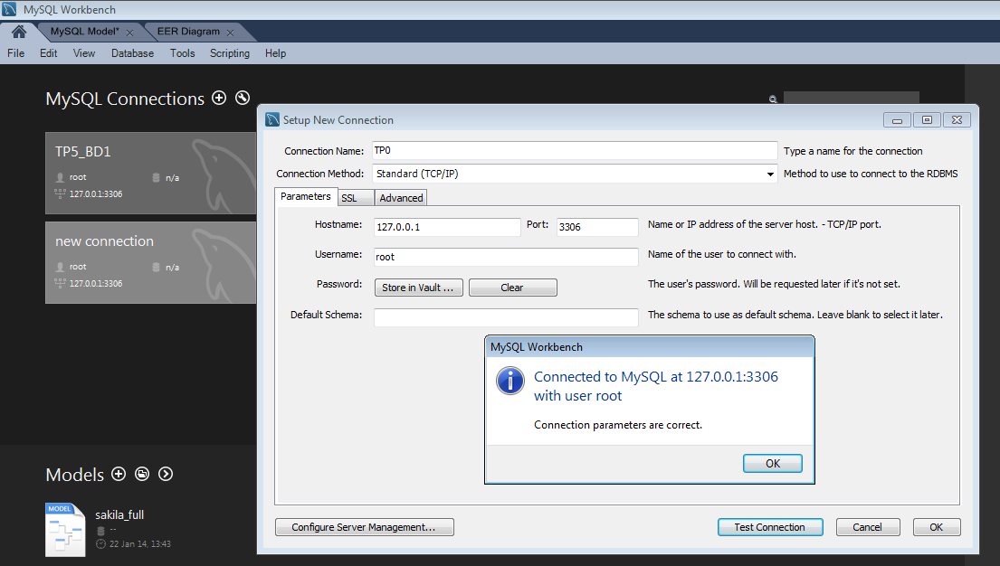 MySQL Workbench
MySQL Model*
EER Diagram
File Edit View Database Tools Scripting Help
MySQL Connections
TP5_BD1
root n/a
127.0.0.1:3306
new connection
root n/a
127.0.0.1:3306
Models
MODEL
sakila_full
--
22 Jan 14, 13:43
Setup New Connection
Connection Name: TP0 Type a name for the connection
Connection Method: Standard (TCP/IP) Method to use to connect to the RDBMS
Parameters SSL Advanced
Hostname: 127.0.0.1 Port: 3306 Name or IP address of the server host. - TCP/IP port.
Username: root Name of the user to connect with.
Password: Store in Vault ... Clear The user's password. Will be requested later if it's not set.
Default Schema: The schema to use as default schema. Leave blank to select it later.
MySQL Workbench
Connected to MySQL at 127.0.0.1:3306
with user root
Connection parameters are correct.
OK
Configure Server Management... Test Connection Cancel OK